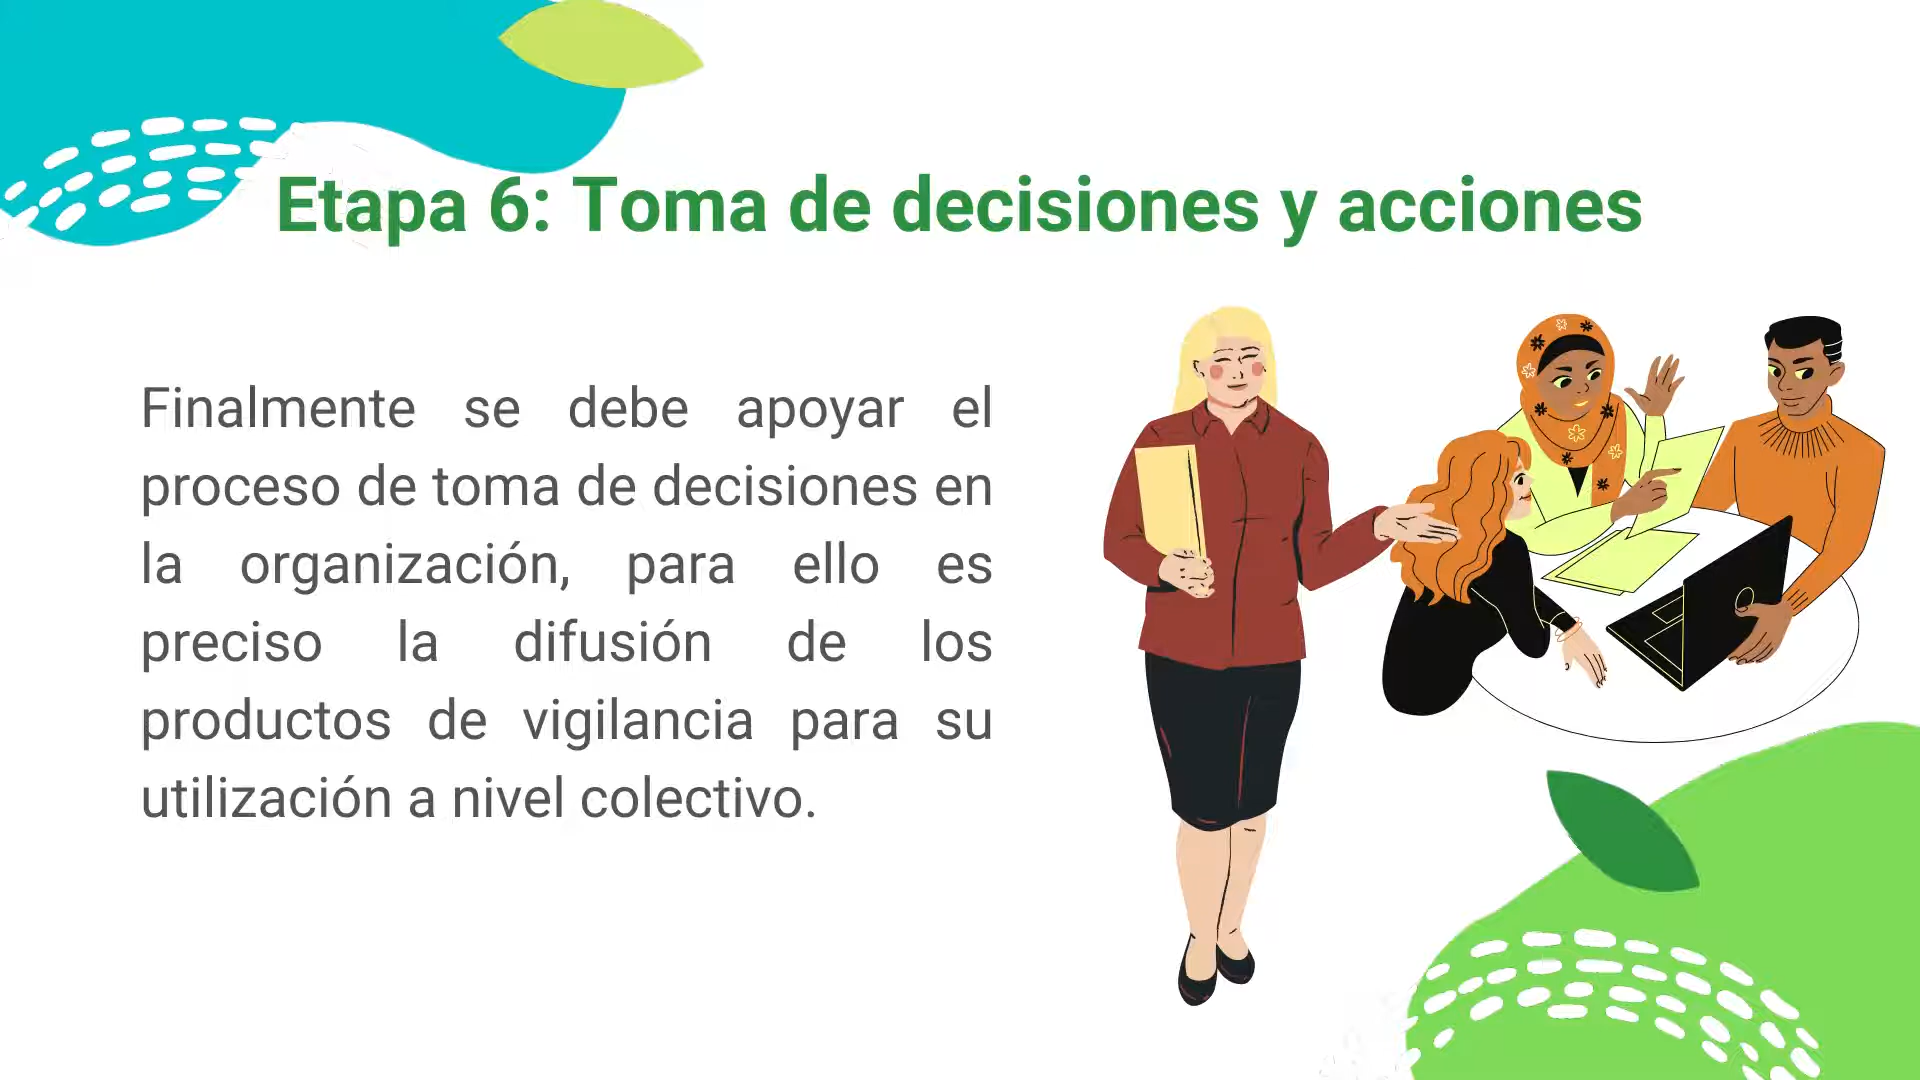 Etapa 6: Toma de decisiones y acciones
Finalmente se debe apoyar el
proceso de toma de decisiones en
la organización, para ello es
preciso la difusión de los
productos de vigilancia para su
utilización a nivel colectivo.